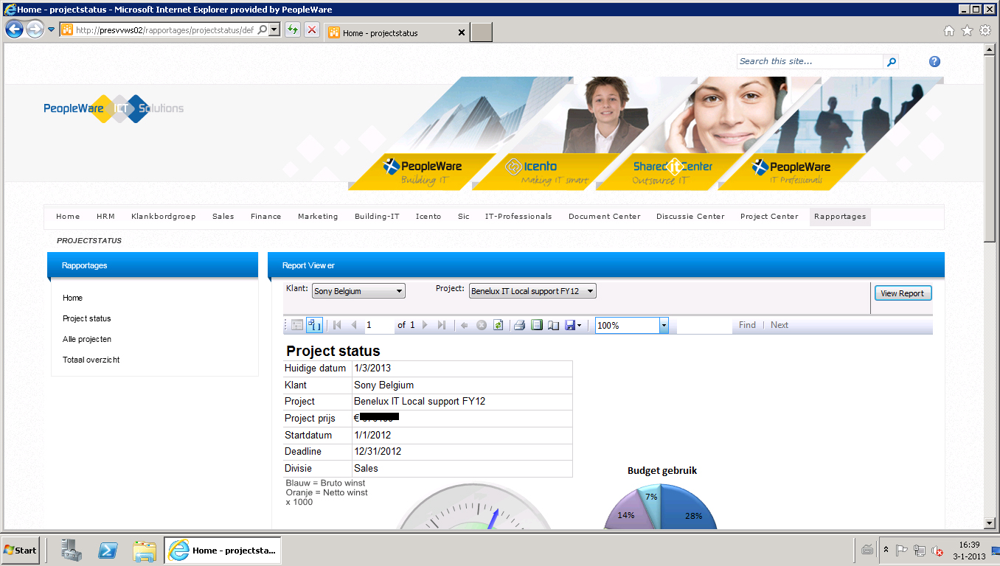 Home - projectstatus - Microsoft Internet Explorer provided by PeopleWare
http://presvvws02/rapportages/projectstatus/def
Home - projectstatus
Search this site...
PeopleWare ICT Solutions
PeopleWare Icento Shared it Center PeopleWare
Building IT Making IT smart Outsource IT IT Professionals
Home HRM Klankbordgroep Sales Finance Marketing Building-IT Icento Sic IT-Professionals Document Center Discussie Center Project Center Rapportages
PROJECTSTATUS
Rapportages
Home
Project status
Alle projecten
Totaal overzicht
Report Viewer
Klant: Sony Belgium Project: Benelux IT Local support FY12 View Report
1 of 1 100% Find Next
Project status
Huidige datum 1/3/2013
Klant Sony Belgium
Project Benelux IT Local support FY12
Project prijs €
Startdatum 1/1/2012
Deadline 12/31/2012
Divisie Sales
Blauw = Bruto winst
Oranje = Netto winst
x 1000
Budget gebruik
7%
14% 28%
Start Home - projectsta... 16:39
3-1-2013